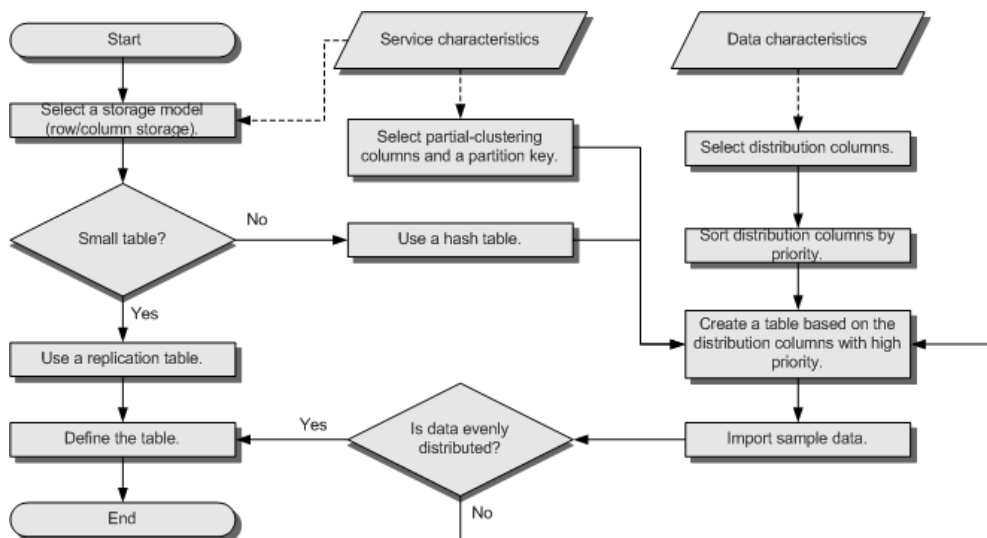 Start
Service characteristics
Data characteristics
Select a storage model
(row/column storage).
Select partial-clustering
columns and a partition key.
Select distribution columns.
Small table?
No
Use a hash table.
Sort distribution columns by
priority.
Yes
Use a replication table.
Create a table based on the
distribution columns with high
priority.
Define the table.
Yes
Is data evenly
distributed?
Import sample data.
End
No